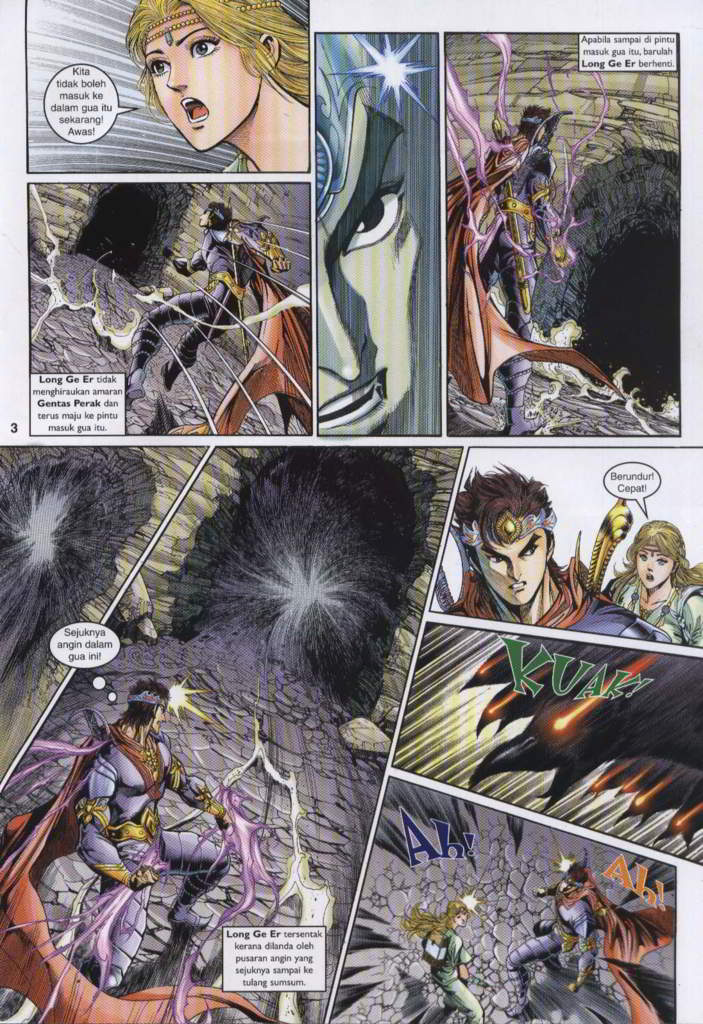 Kita
tidak boleh
masuk ke
dalam gua ini
sekarang!
Awas!
Apabila sampai di pintu
masuk gua itu, barulah
Long Ge Er berhenti.
Long Ge Er tidak
menghiraukan amaran
Gentas Perak dan
terus maju ke pintu
masuk gua itu.
3
Sejuknya
angin dalam
gua ini!
Long Ge Er tersentak
kerana dilanda oleh
pusaran angin yang
sejuknya sampai ke
tulang sumsum.
Berundur!
Cepat!
KUAK!
AH!
AH!